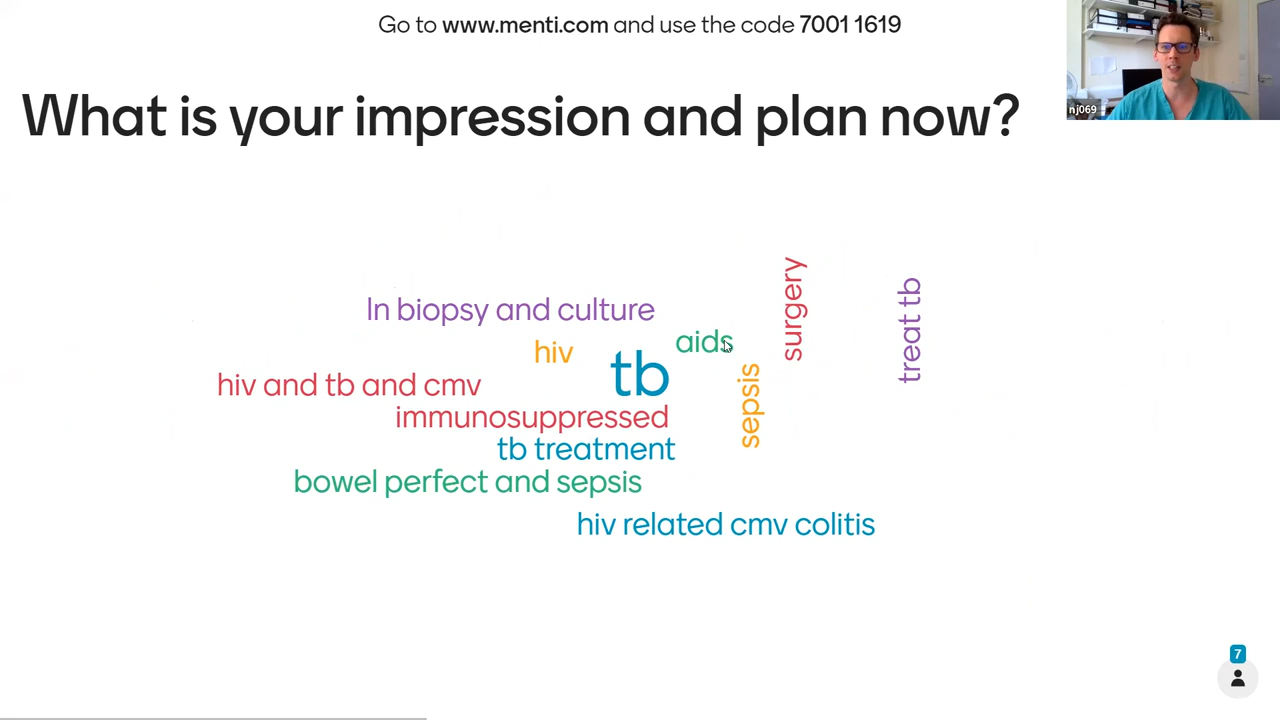 Go to www.menti.com and use the code 7001 1619
nj069
What is your impression and plan now?
surgery
treat tb
ln biopsy and culture
aids
hiv
tb
sepsis
hiv and tb and cmv
immunosuppressed
tb treatment
bowel perfect and sepsis
hiv related cmv colitis
7